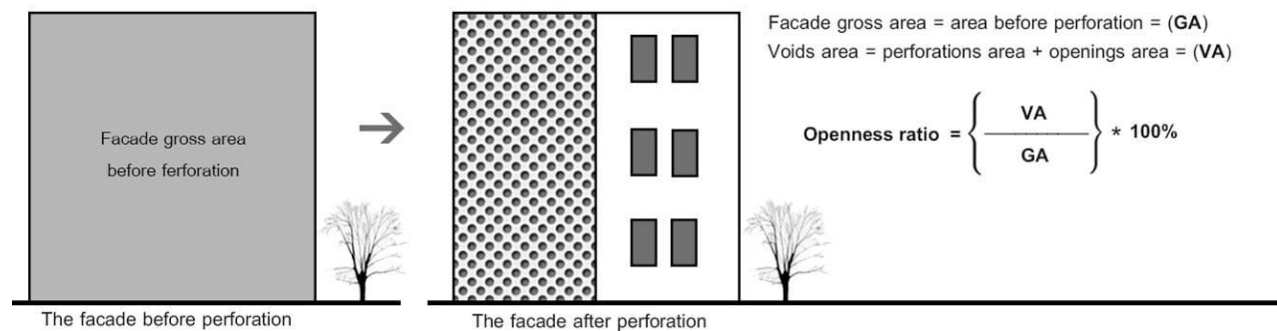 Facade gross area
before ferforation
The facade before perforation
The facade after perforation
Facade gross area = area before perforation = (GA)
Voids area = perforations area + openings area = (VA)
Openness ratio = { VA / GA } * 100%